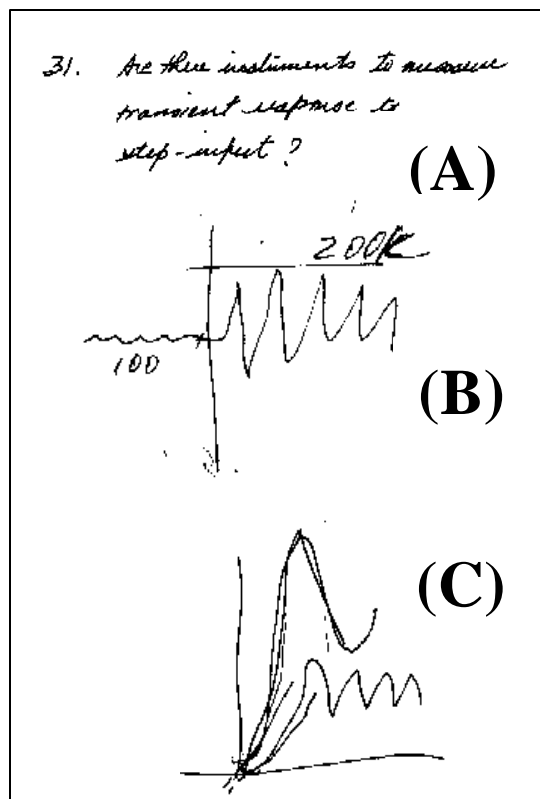 31. Are there instruments to measure
transient response to
step-input ?
(A)
200K
100
(B)
(C)